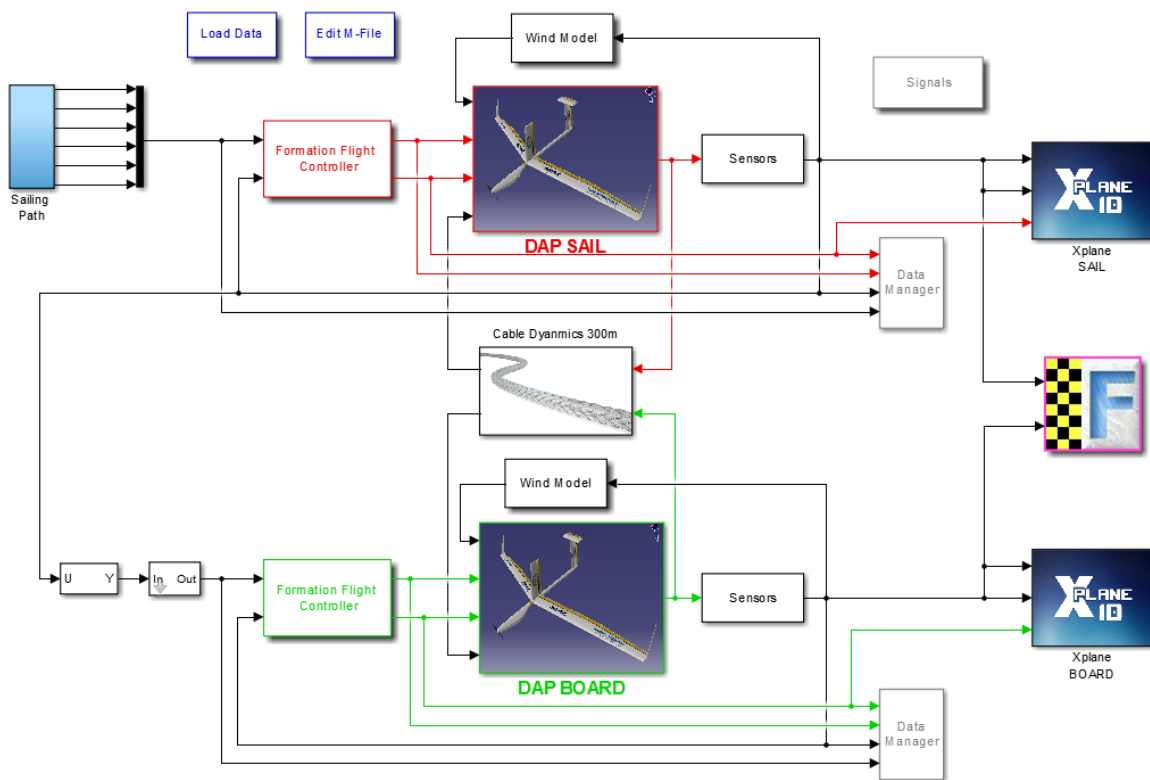 Load Data
Edit M-File
Wind Model
Signals
Formation Flight
Controller
Sensors
XPLANE
10
Sailing
Path
DAP SAIL
Xplane
SAIL
Data
Manager
Cable Dyanmics 300m
F
Wind Model
U Y
In Out
Formation Flight
Controller
Sensors
XPLANE
10
DAP BOARD
Xplane
BOARD
Data
Manager